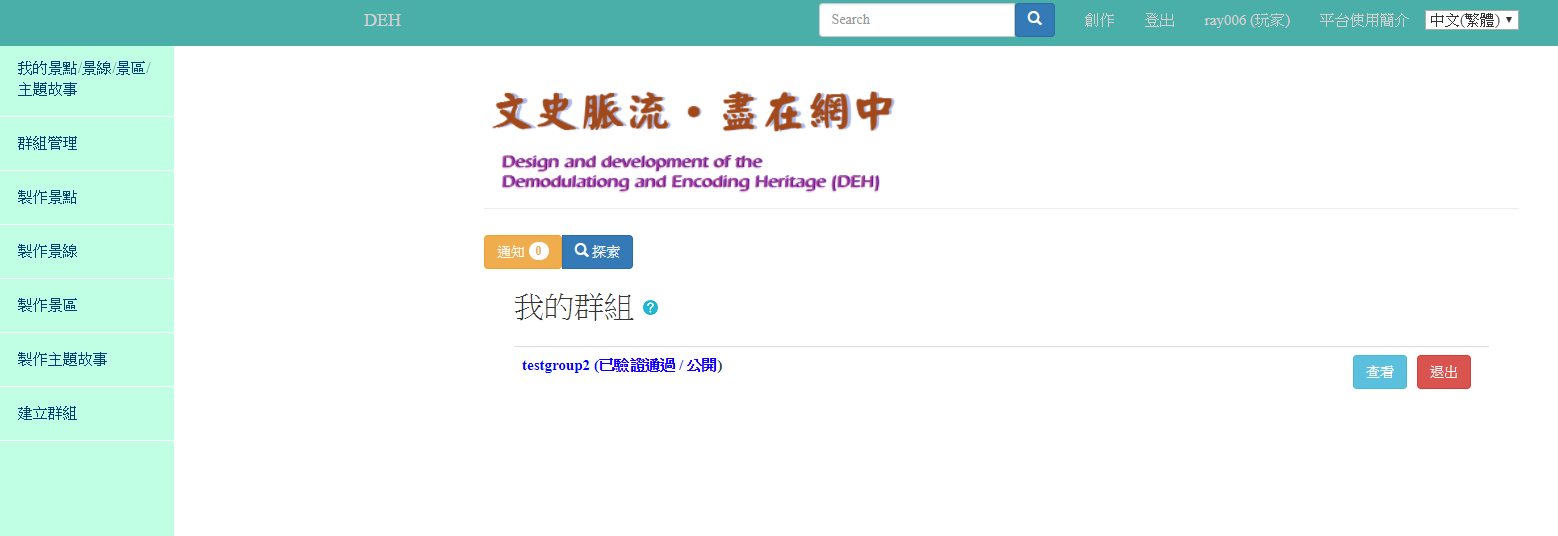 DEH
Search
創作
登出
ray006 (玩家)
平台使用簡介
中文(繁體)
我的景點/景線/景區/
主題故事
群組管理
製作景點
製作景線
製作景區
製作主題故事
建立群組
文史脈流·盡在網中
Design and development of the
Demodulationg and Encoding Heritage (DEH)
通知 0
探索
我的群組 ?
testgroup2 (已驗證通過 / 公開)
查看
退出